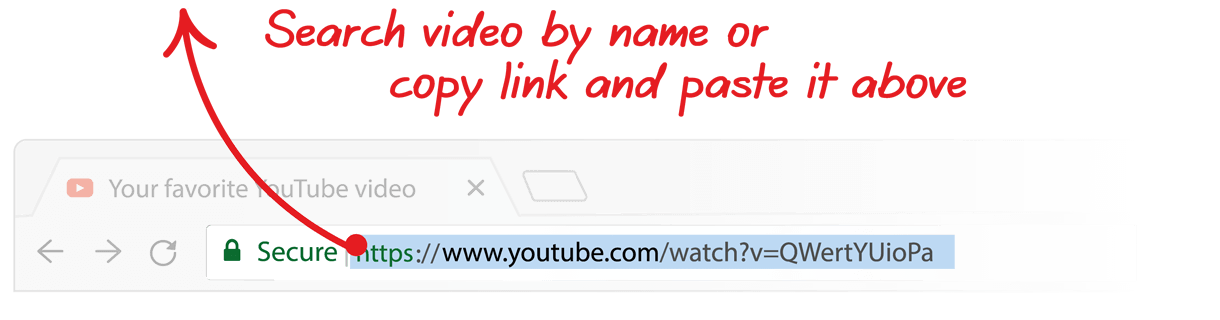 Search video by name or
copy link and paste it above
Your favorite YouTube video
Secure | https://www.youtube.com/watch?v=QWertYUioPa